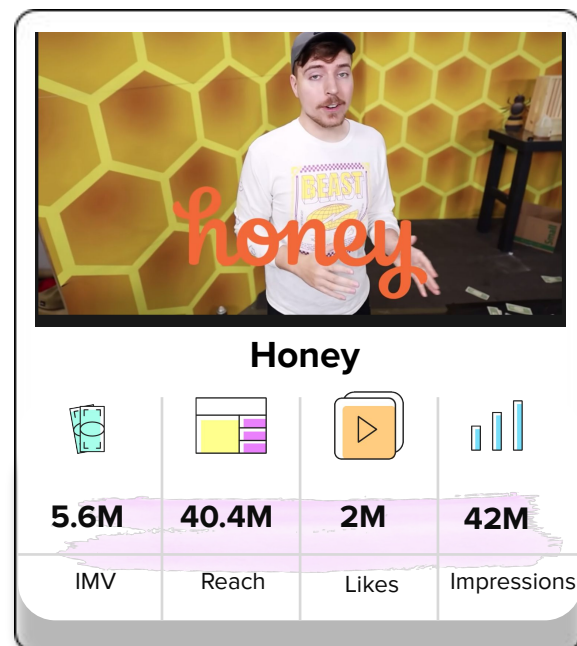 BEAST
honey
Honey
5.6M 40.4M 2M 42M
IMV Reach Likes Impressions